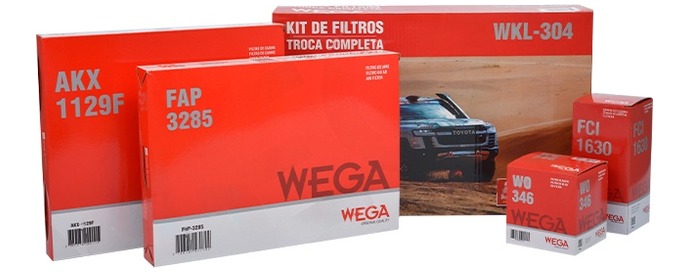 AKX
1129F
AKX-1129F
FAP
3285
WEGA
WEGA
FAP-3285
KIT DE FILTROS
TROCA COMPLETA
WKL-304
TOYOTA
FCI
1630
FCI
1630
WO
346
WO
346
WEGA
WEGA